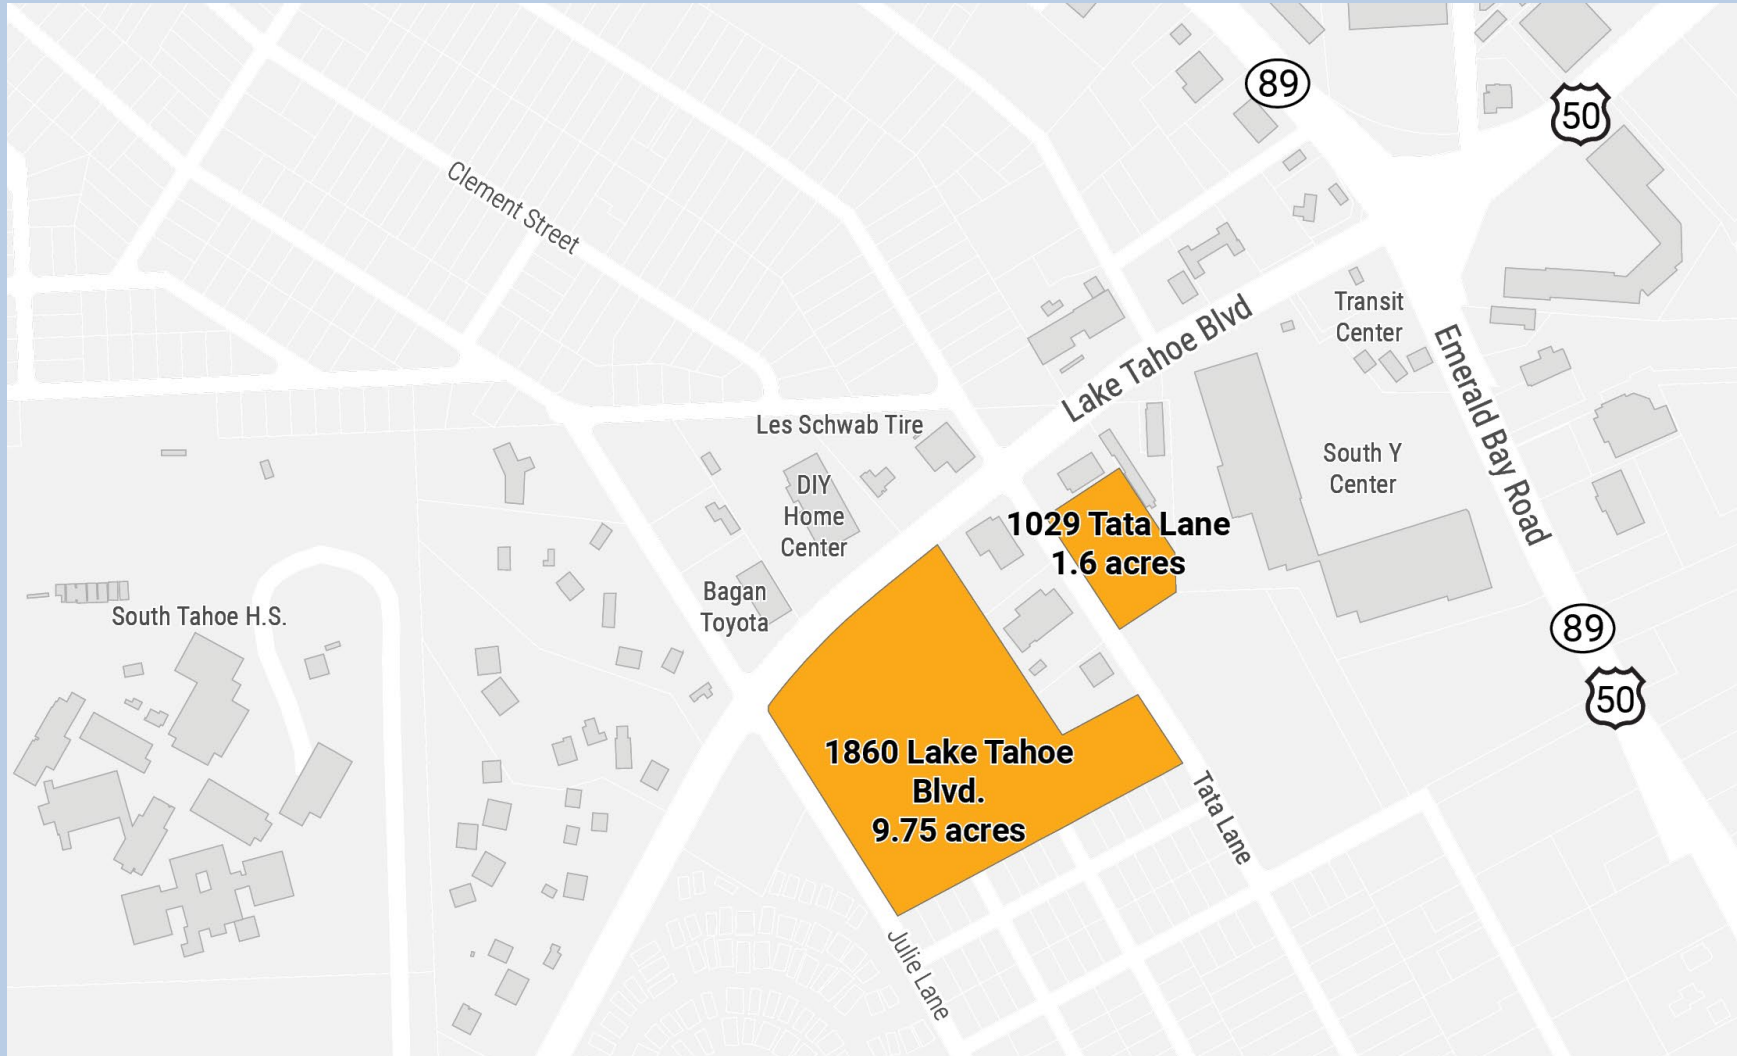 89
50
Clement Street
Lake Tahoe Blvd
Transit
Center
Emerald Bay Road
Les Schwab Tire
DIY
Home
Center
South Y
Center
1029 Tata Lane
1.6 acres
Bagan
Toyota
South Tahoe H.S.
89
50
1860 Lake Tahoe
Blvd.
9.75 acres
Tata Lane
Julie Lane